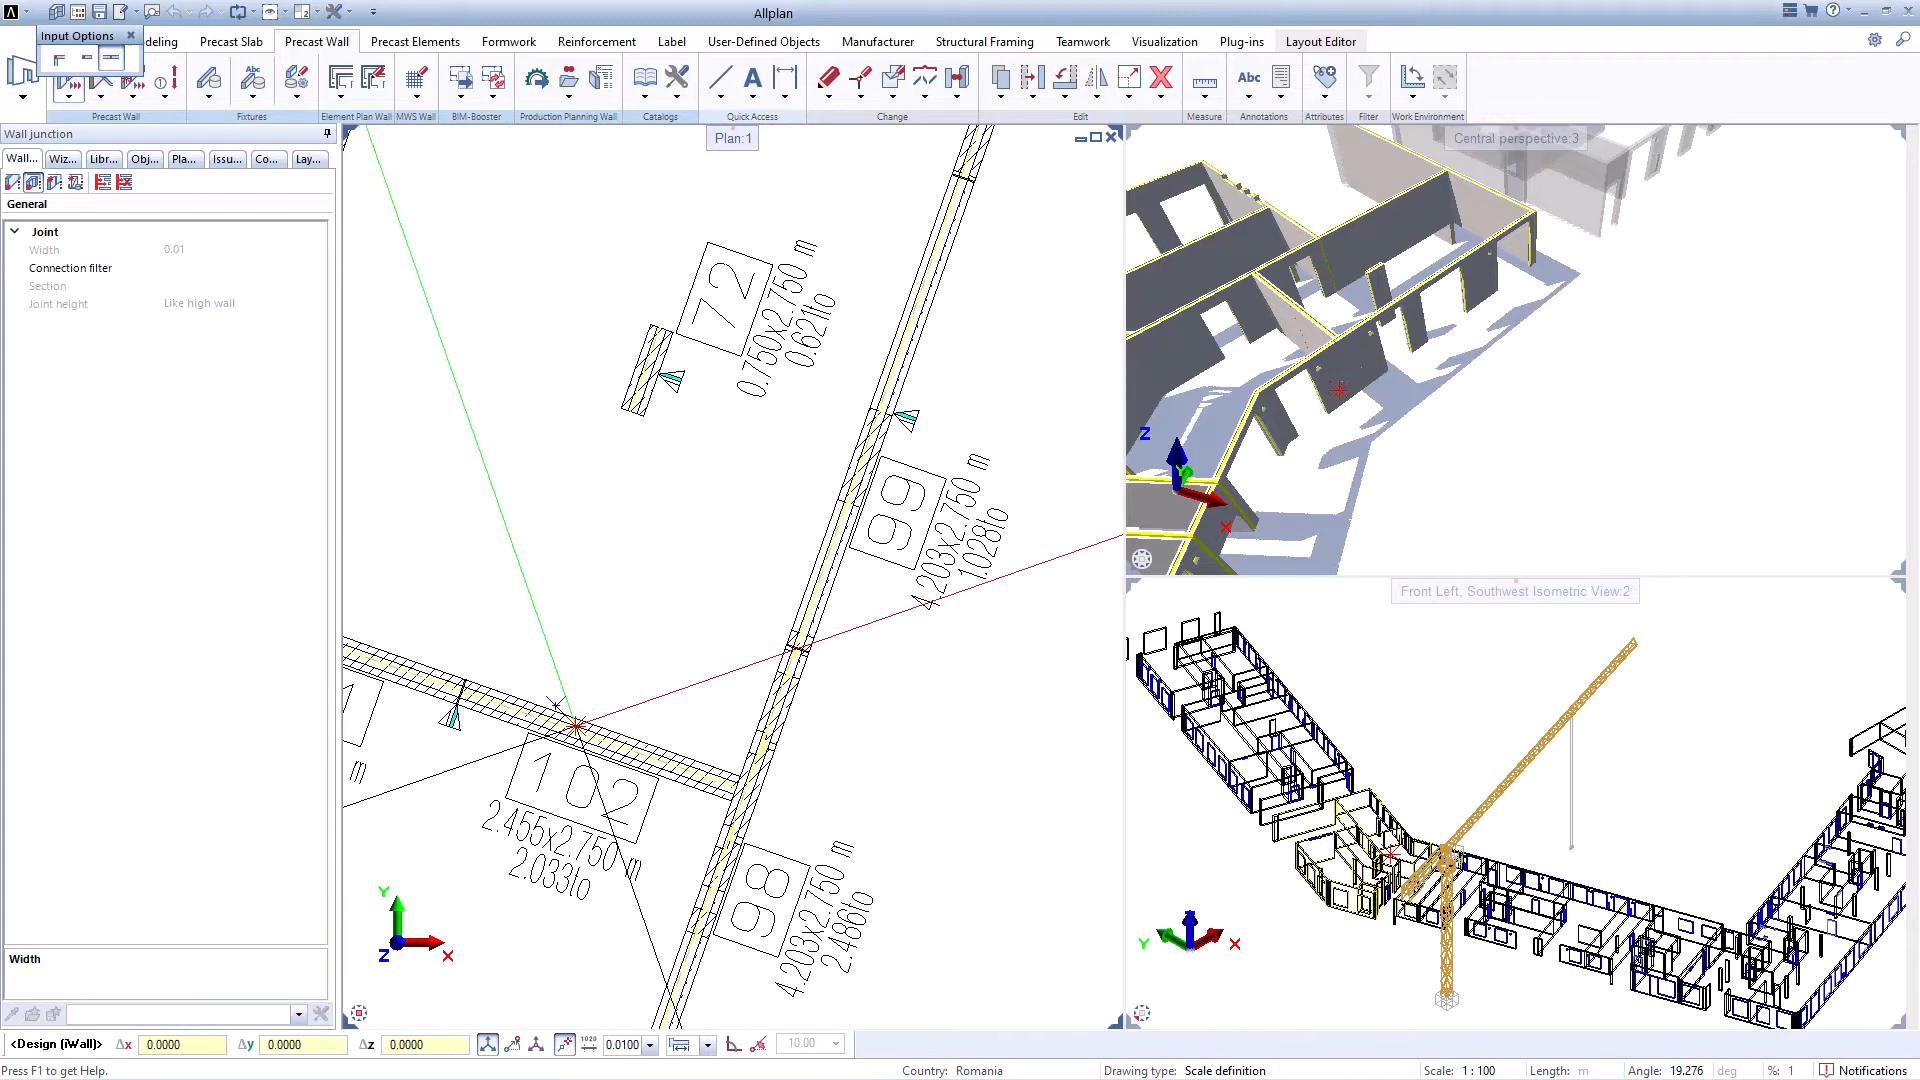 Allplan
Input Options
deling
Precast Slab
Precast Wall
Precast Elements
Formwork
Reinforcement
Label
User-Defined Objects
Manufacturer
Structural Framing
Teamwork
Visualization
Plug-ins
Layout Editor
Abc
A
Abc
Precast Wall
Fixtures
Element Plan Wall
MWS Wall
BIM-Booster
Production Planning Wall
Catalogs
Quick Access
Change
Edit
Measure
Annotations
Attributes
Filter
Work Environment
Wall junction
Wall...
Wiz...
Libr...
Obj...
Pla...
Issu...
Co...
Lay...
General
Joint
Width 0.01
Connection filter
Section
Joint height Like high wall
Width
Plan:1
72
0.750x2.750 m
0.621to
99
4.203x2.750 m
1.028to
1
m
102
2.455x2.750 m
2.033to
98
4.203x2.750 m
2.486to
Y
Z
X
Central perspective:3
Z
X
Front Left, Southwest Isometric View:2
Y
X
<Design (iWall)>
Δx 0.0000
Δy 0.0000
Δz 0.0000
1020
0.0100
10.00
Press F1 to get Help.
Country: Romania
Drawing type: Scale definition
Scale: 1 : 100
Length: m
Angle: 19.276 deg
%: 1
Notifications